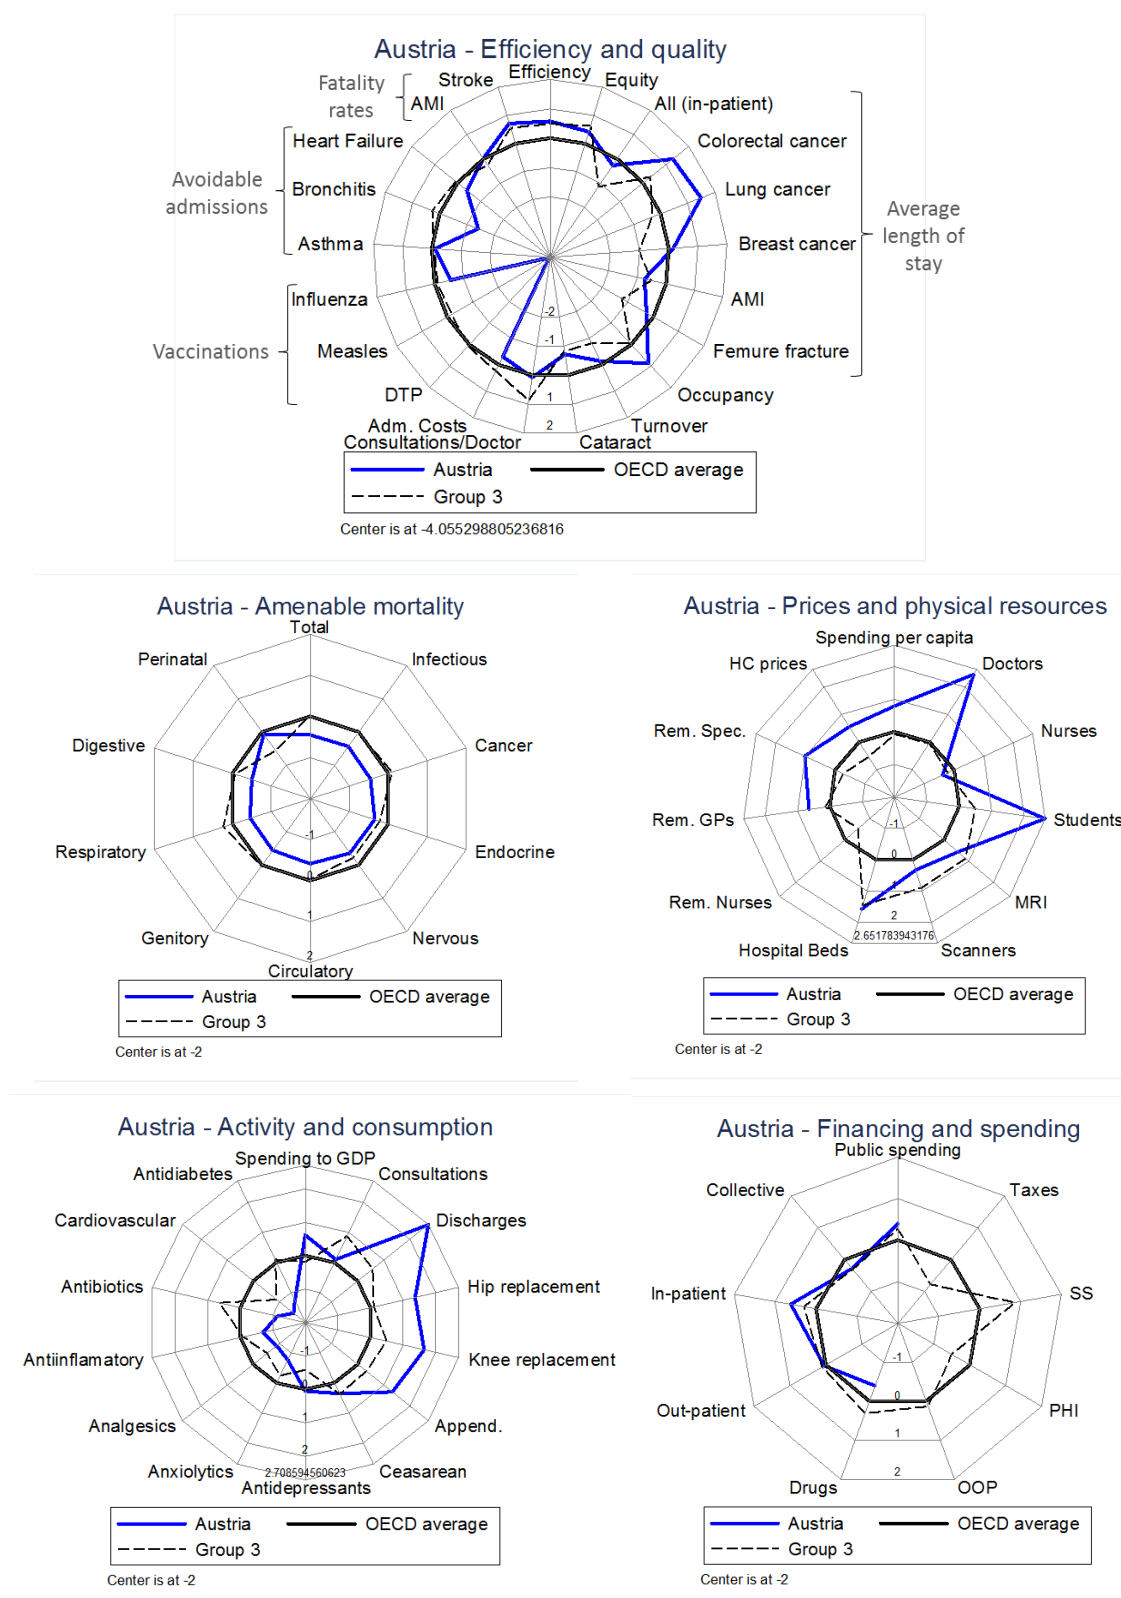 Austria - Efficiency and quality
Fatality
rates
Stroke
Efficiency
Equity
AMI
All (in-patient)
Heart Failure
Colorectal cancer
Avoidable
admissions
Bronchitis
Lung cancer
Average
length of
stay
Asthma
Breast cancer
Influenza
AMI
Vaccinations
Measles
Femure fracture
DTP
Occupancy
Adm. Costs
Turnover
Consultations/Doctor
Cataract
-2
-1
1
2
Austria
OECD average
Group 3
Center is at -4.055298805236816
Austria - Amenable mortality
Total
Perinatal
Infectious
Digestive
Cancer
Respiratory
Endocrine
Genitory
Nervous
Circulatory
-1
0
1
2
Austria
OECD average
Group 3
Center is at -2
Austria - Prices and physical resources
Spending per capita
HC prices
Doctors
Rem. Spec.
Nurses
Rem. GPs
Students
Rem. Nurses
MRI
Hospital Beds
Scanners
-1
0
1
2
2.651783943176
Austria
OECD average
Group 3
Center is at -2
Austria - Activity and consumption
Spending to GDP
Antidiabetes
Consultations
Cardiovascular
Discharges
Antibiotics
Hip replacement
Antiinflamatory
Knee replacement
Analgesics
Append.
Anxiolytics
Ceasarean
Antidepressants
-1
0
1
2
2.708594560623
Austria
OECD average
Group 3
Center is at -2
Austria - Financing and spending
Public spending
Collective
Taxes
In-patient
SS
Out-patient
PHI
Drugs
OOP
-1
0
1
2
Austria
OECD average
Group 3
Center is at -2